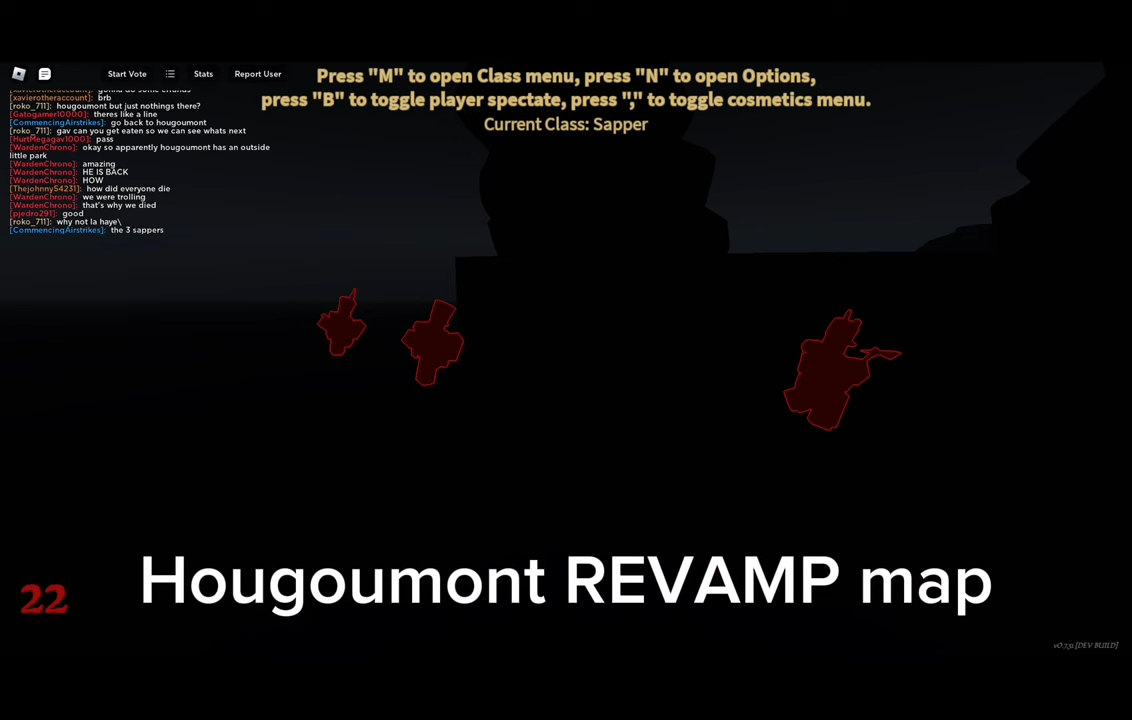 Start Vote
Stats
Report User
Press "M" to open Class menu, press "N" to open Options,
press "B" to toggle player spectate, press "," to toggle cosmetics menu.
Current Class: Sapper
[xavierotheraccount]: brb
[roko_711]: hougoumont but just nothings there?
[Gatogamer10000]: theres like a line
[CommencingAirstrikes]: go back to hougoumont
[roko_711]: gav can you get eaten so we can see whats next
[HurtMegagav1000]: pass
[WardenChrono]: okay so apparently hougoumont has an outside
little park
[WardenChrono]: amazing
[WardenChrono]: HE IS BACK
[WardenChrono]: HOW
[Thejohnny54231]: how did everyone die
[WardenChrono]: we were trolling
[WardenChrono]: that's why we died
[pjedro291]: good
[roko_711]: why not la haye\
[CommencingAirstrikes]: the 3 sappers
Hougoumont REVAMP map
22
v0.7.31 [DEV BUILD]